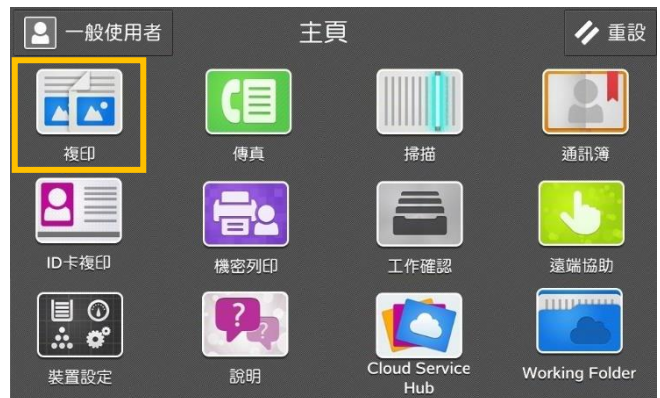 一般使用者
主頁
重設
複印
傳真
掃描
通訊簿
ID卡複印
機密列印
工作確認
遠端協助
裝置設定
說明
Cloud Service
Hub
Working Folder